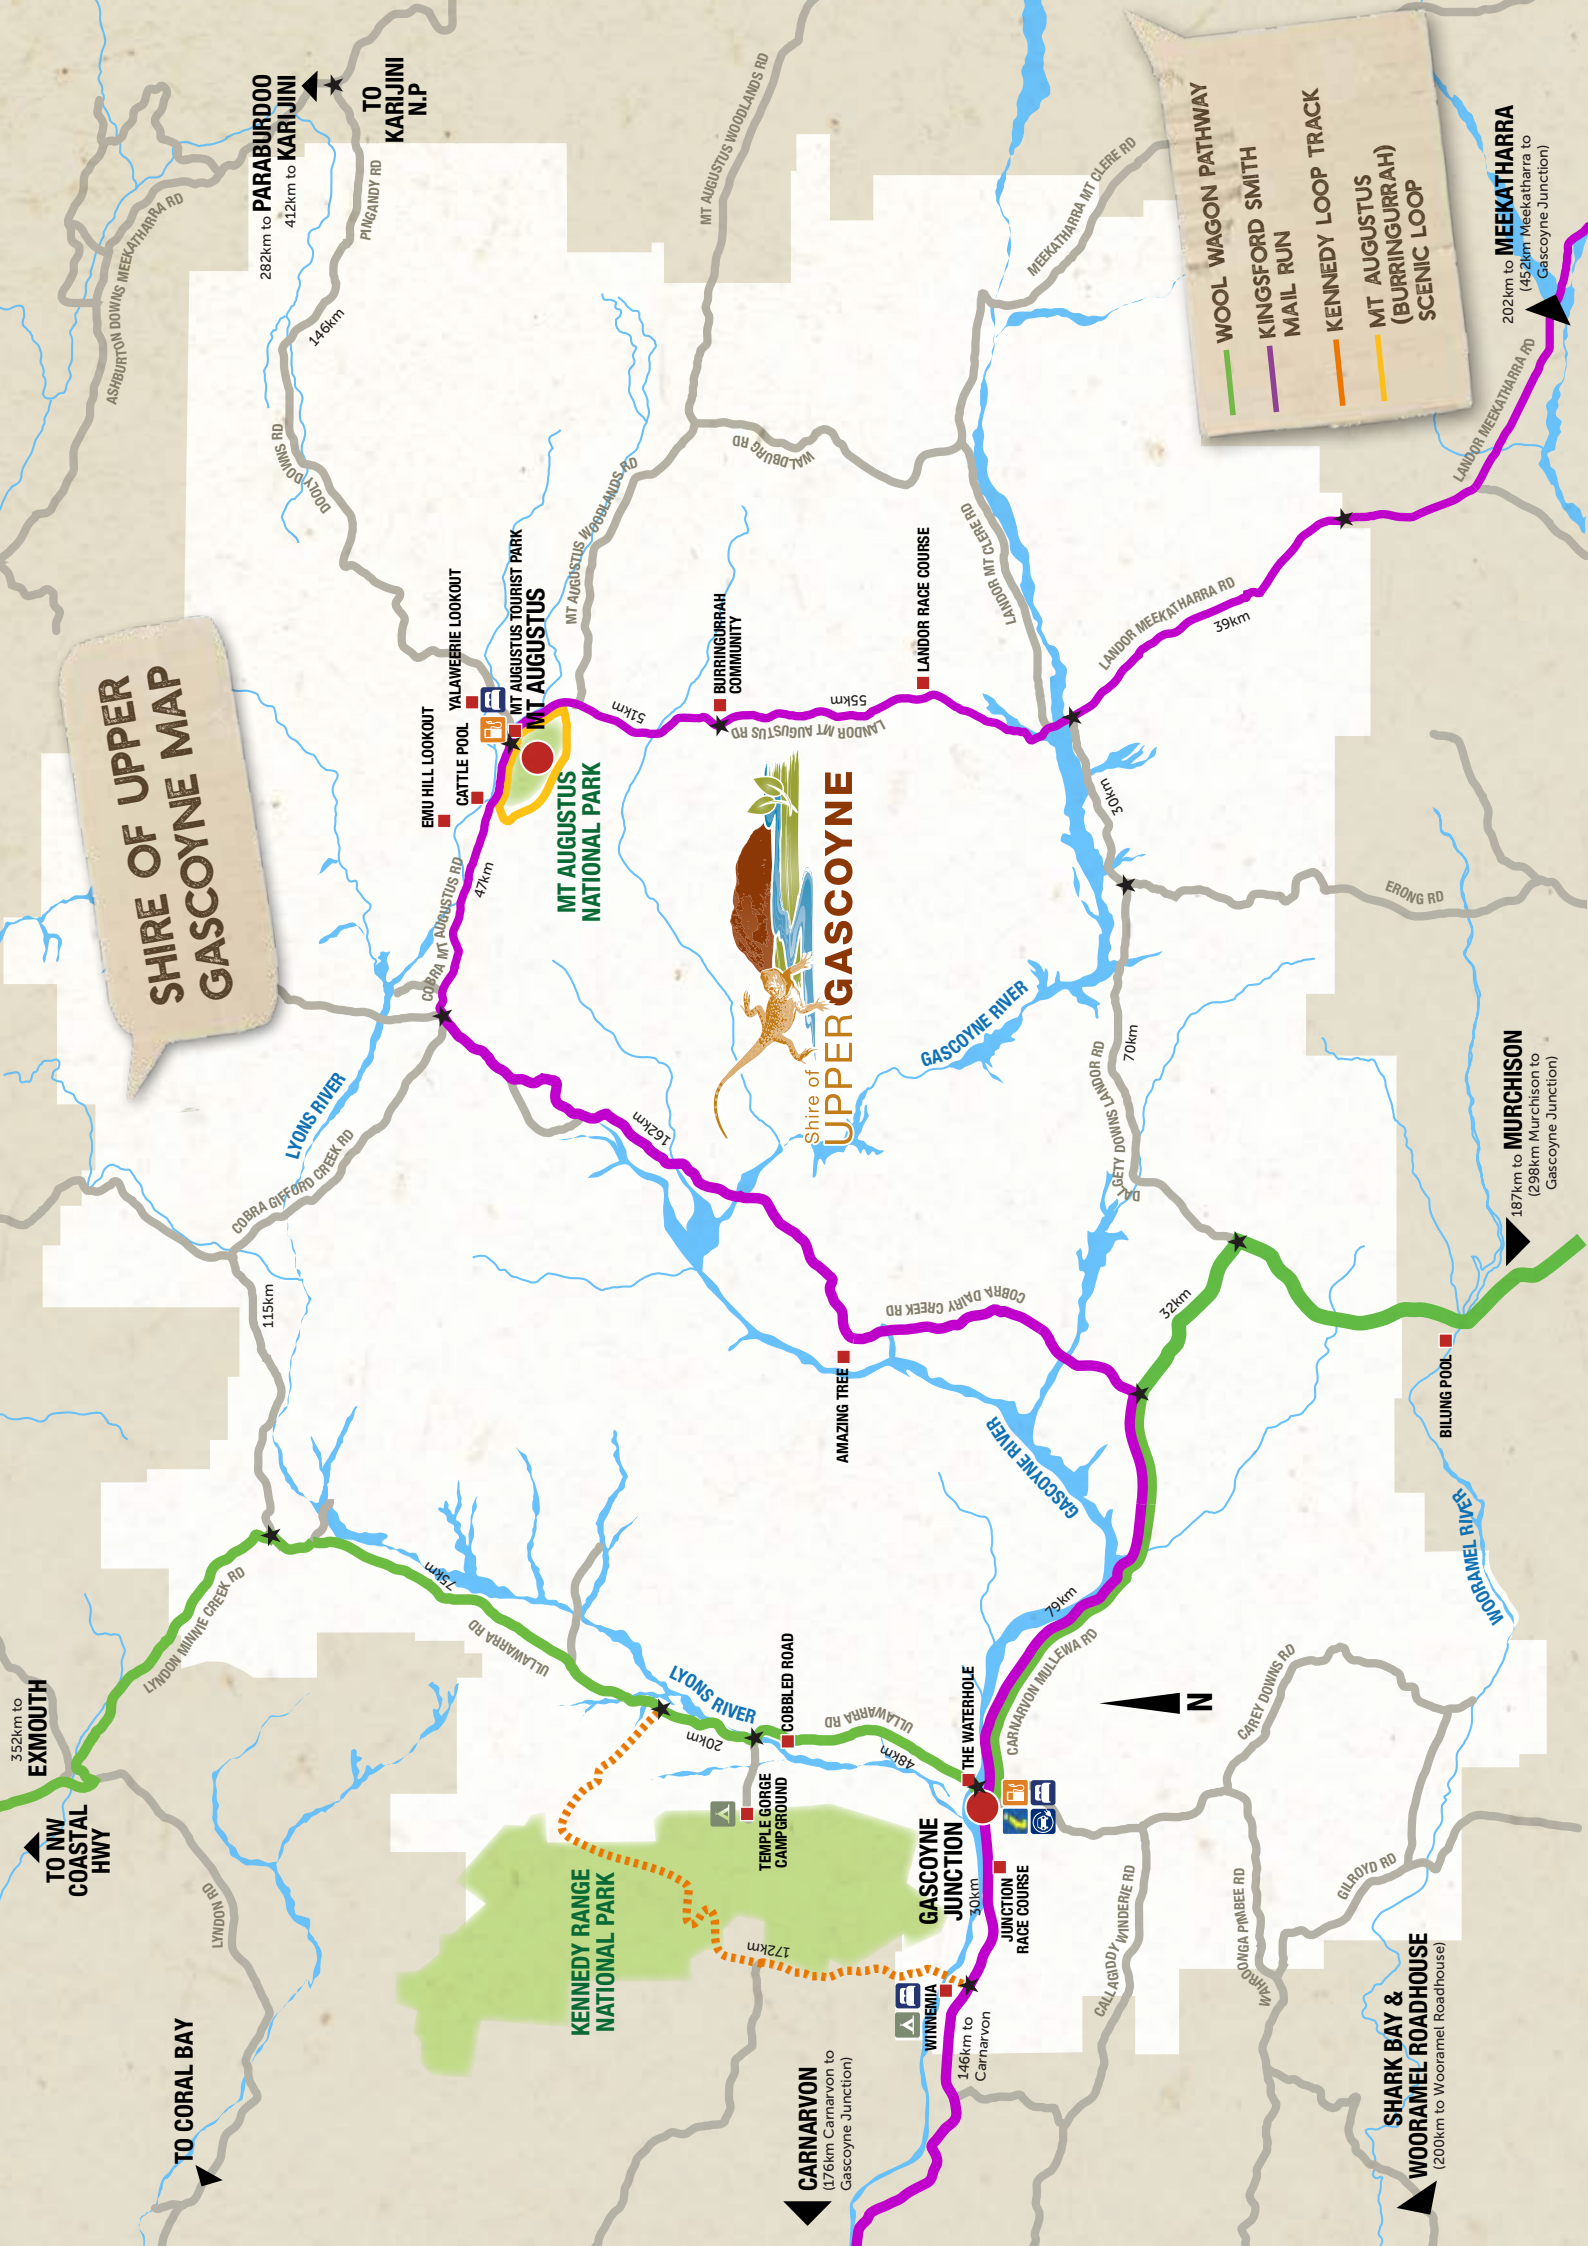 SHIRE OF UPPER
GASCOYNE MAP
WOOL WAGON PATHWAY
KINGSFORD SMITH
MAIL RUN
KENNEDY LOOP TRACK
MT AUGUSTUS
(BURRINGURRAH)
SCENIC LOOP
352km to
EXMOUTH
TO NW
COASTAL
HWY
TO CORAL BAY
LYNDON RD
LYNDON MINNIE CREEK RD
115km
COBRA GIFFORD CREEK RD
LYONS RIVER
COBRA MT AUGUSTUS RD
47km
EMU HILL LOOKOUT
CATTLE POOL
YALAWEERIE LOOKOUT
MT AUGUSTUS TOURIST PARK
MT AUGUSTUS
MT AUGUSTUS
NATIONAL PARK
DOOLY DOWNS RD
146km
PINGANDY RD
ASHBURTON DOWNS MEEKATHARRA RD
282km to PARABURDOO
412km to KARIJINI
TO
KARIJINI
N.P
MT AUGUSTUS WOODLANDS RD
MT AUGUSTUS WOODLANDS RD
WALDBURG RD
51km
BURRINGURRAH
COMMUNITY
LANDOR MT AUGUSTUS RD
55km
LANDOR RACE COURSE
LANDOR MT CLERE RD
MEEKATHARRA MT CLERE RD
LANDOR MEEKATHARRA RD
39km
LANDOR MEEKATHARRA RD
202km to MEEKATHARRA
(452km Meekatharra to
Gascoyne Junction)
30km
ERONG RD
GASCOYNE RIVER
70km
DALGETY DOWNS LANDOR RD
Shire of
UPPER GASCOYNE
162km
75km
ULLAWARRA RD
LYONS RIVER
20km
COBBLED ROAD
ULLAWARRA RD
48km
TEMPLE GORGE
CAMPGROUND
KENNEDY RANGE
NATIONAL PARK
172km
AMAZING TREE
COBRA DAIRY CREEK RD
GASCOYNE RIVER
32km
187km to MURCHISON
(298km Murchison to
Gascoyne Junction)
BILUNG POOL
WOORAMEL RIVER
79km
CARNARVON MULLEWA RD
THE WATERHOLE
GASCOYNE
JUNCTION
30km
JUNCTION
RACE COURSE
WINNEMIA
146km to
Carnarvon
CARNARVON
(176km Carnarvon to
Gascoyne Junction)
N
CAREY DOWNS RD
CALLAGIDDY WINDERIE RD
WAHROONGA PIMBEE RD
GILROYD RD
SHARK BAY &
WOORAMEL ROADHOUSE
(200km to Wooramel Roadhouse)